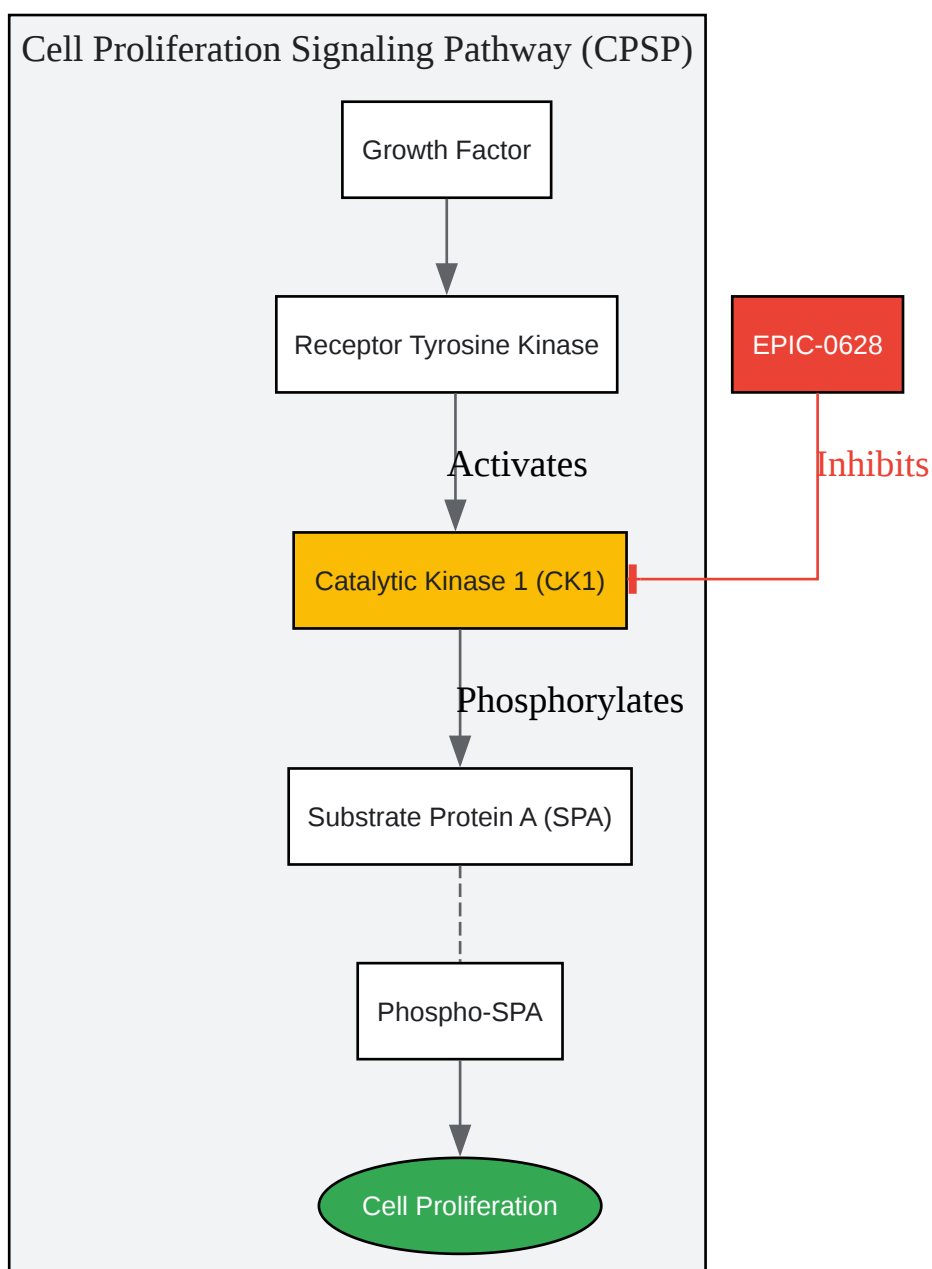 Cell Proliferation Signaling Pathway (CPSP)
Growth Factor
Receptor Tyrosine Kinase
EPIC-0628
Activates
Inhibits
Catalytic Kinase 1 (CK1)
Phosphorylates
Substrate Protein A (SPA)
Phospho-SPA
Cell Proliferation